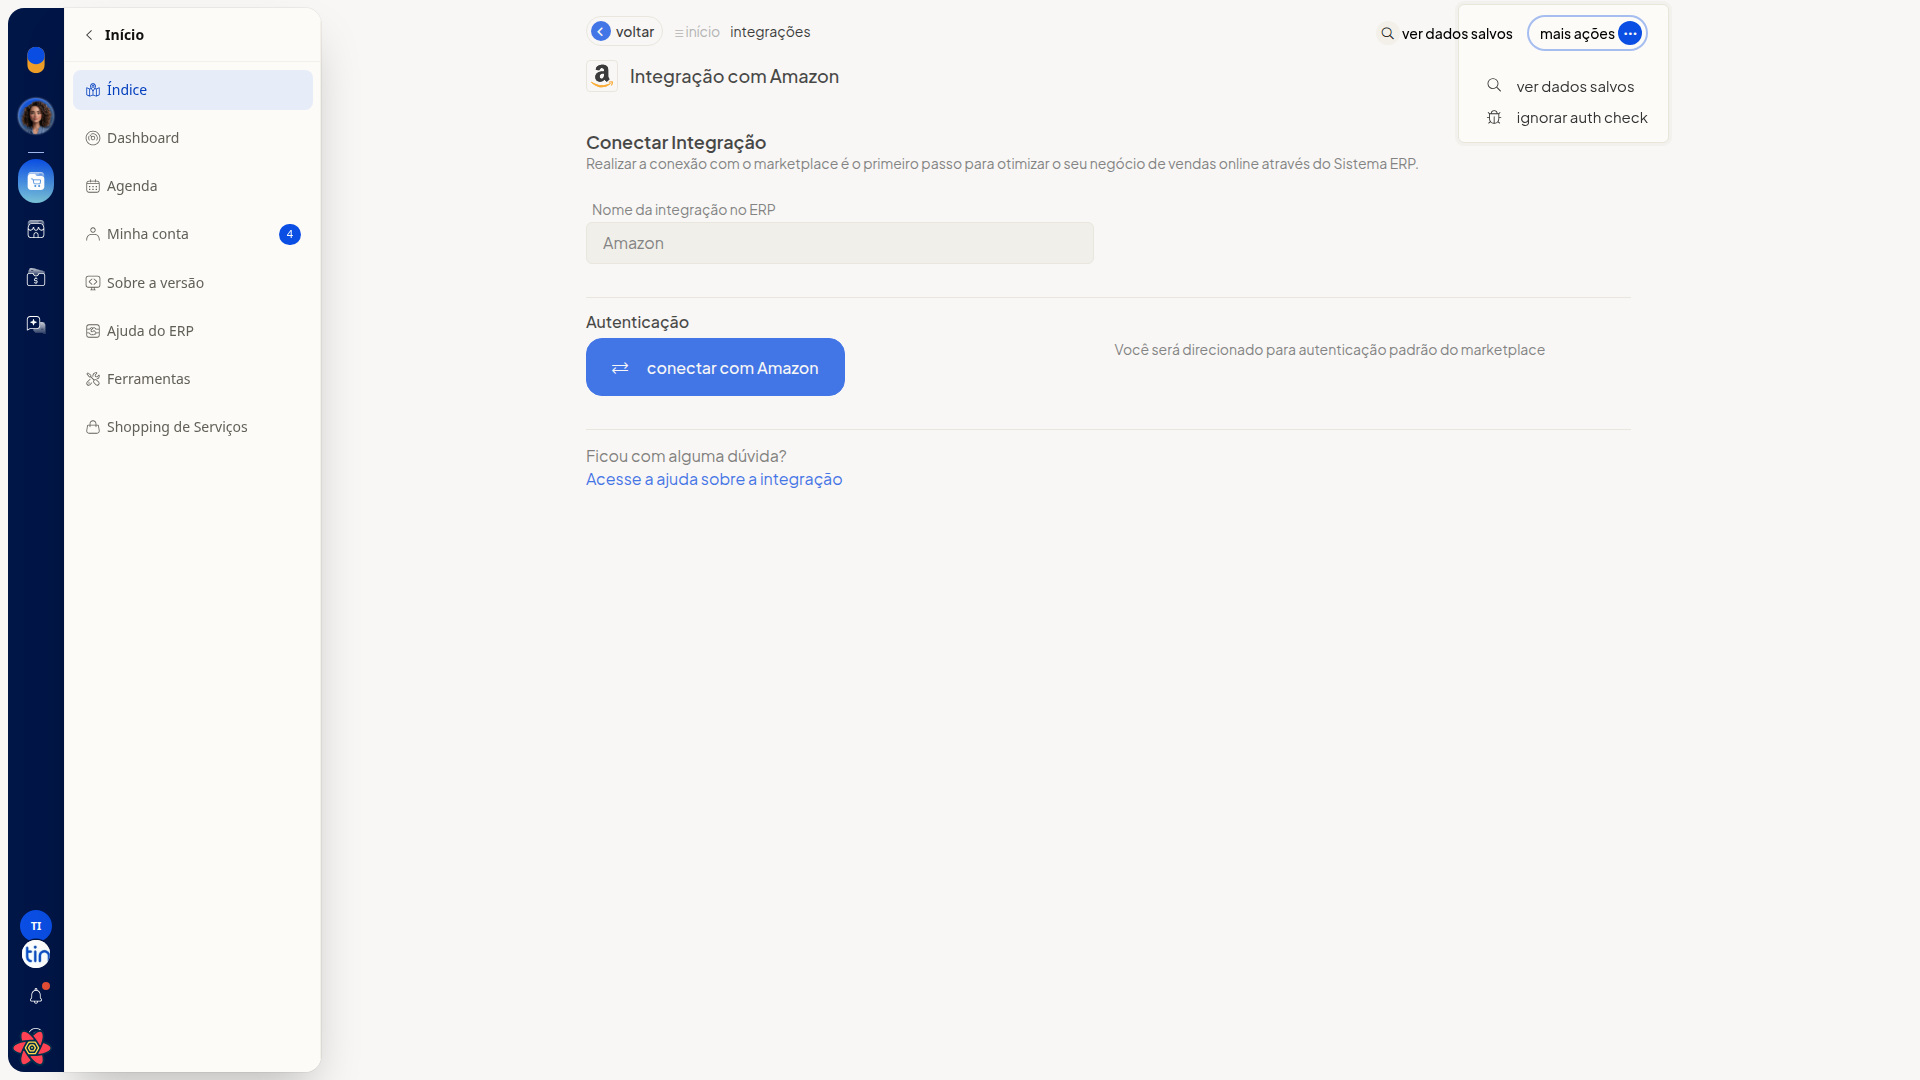 Início
Índice
Dashboard
Agenda
Minha conta 4
Sobre a versão
Ajuda do ERP
Ferramentas
Shopping de Serviços
TI
tin
voltar início integrações
ver dados salvos mais ações
ver dados salvos
ignorar auth check
a Integração com Amazon
Conectar Integração
Realizar a conexão com o marketplace é o primeiro passo para otimizar o seu negócio de vendas online através do Sistema ERP.
Nome da integração no ERP
Amazon
Autenticação
conectar com Amazon
Você será direcionado para autenticação padrão do marketplace
Ficou com alguma dúvida?
Acesse a ajuda sobre a integração